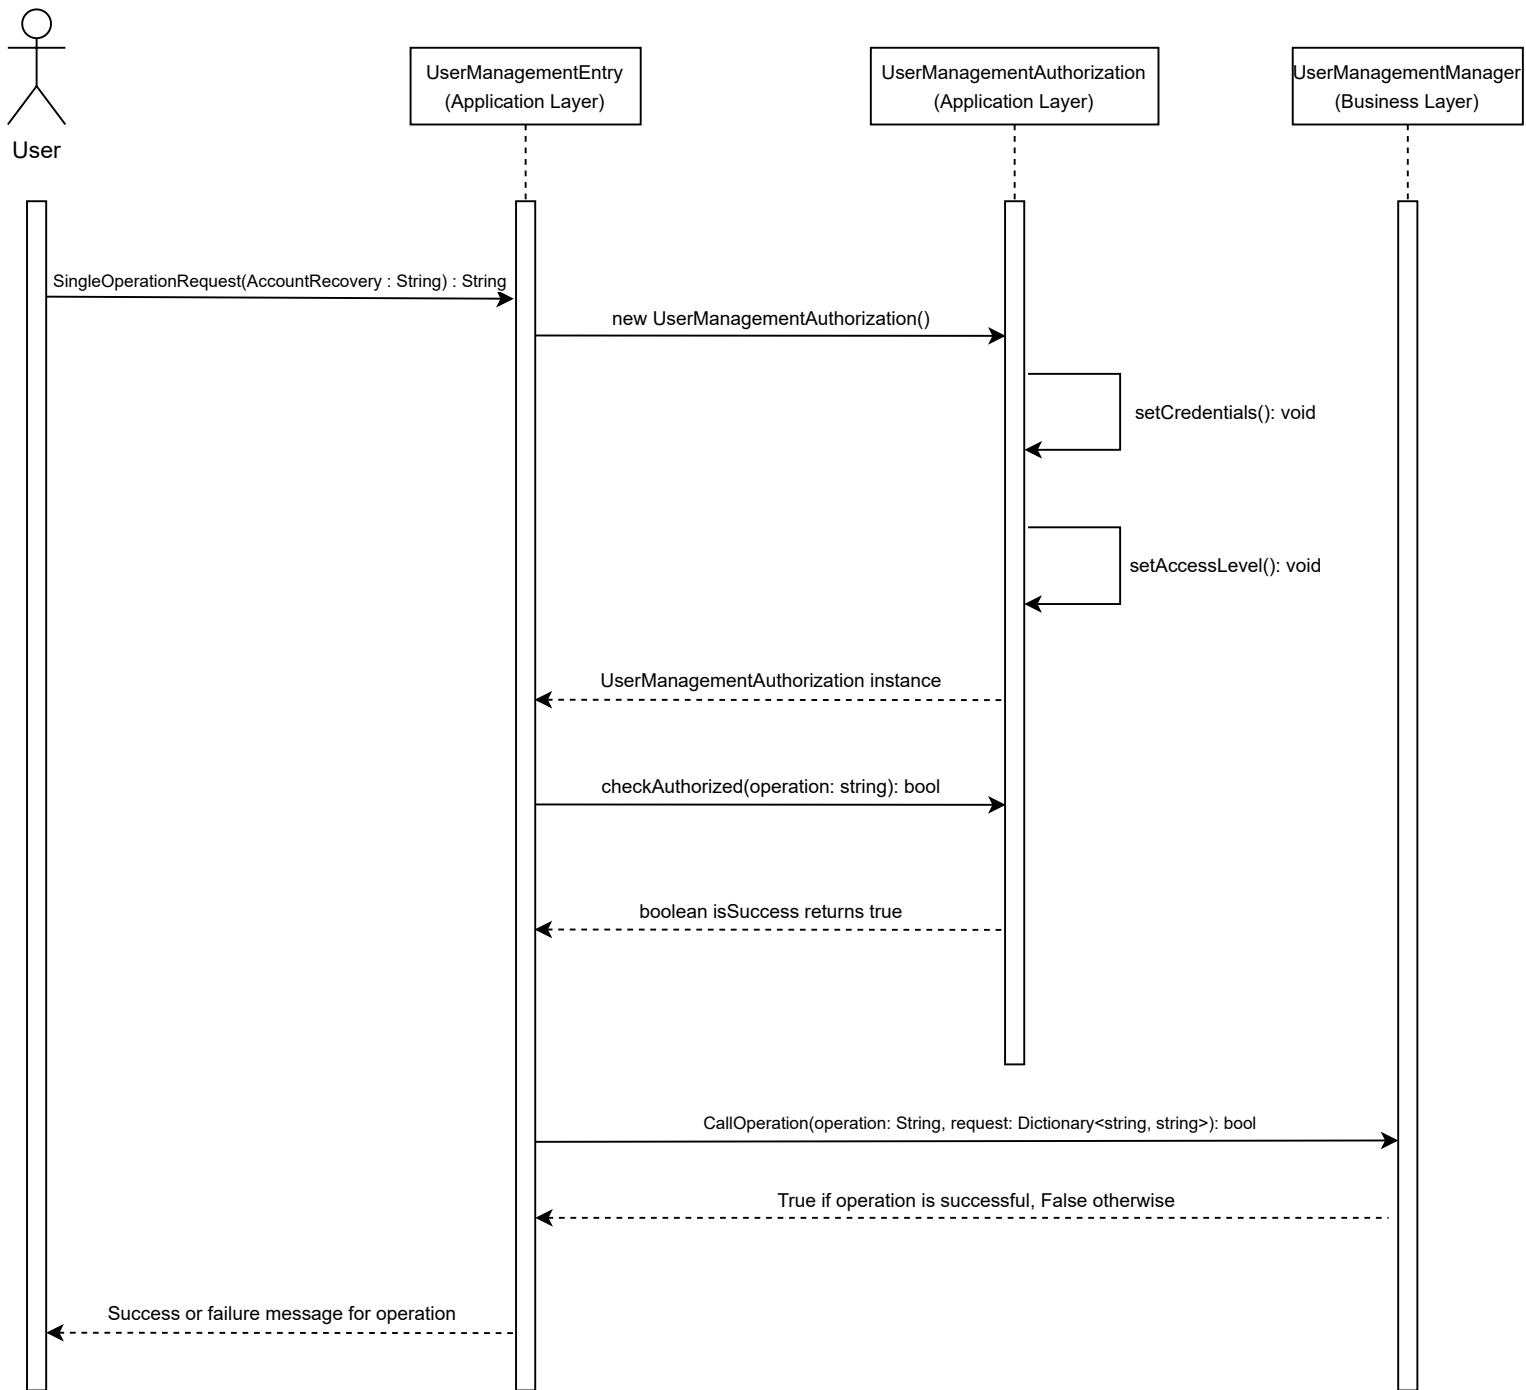 User
UserManagementEntry
(Application Layer)
UserManagementAuthorization
(Application Layer)
UserManagementManager
(Business Layer)
SingleOperationRequest(AccountRecovery : String) : String
new UserManagementAuthorization()
setCredentials(): void
setAccessLevel(): void
UserManagementAuthorization instance
checkAuthorized(operation: string): bool
boolean isSuccess returns true
CallOperation(operation: String, request: Dictionary<string, string>): bool
True if operation is successful, False otherwise
Success or failure message for operation